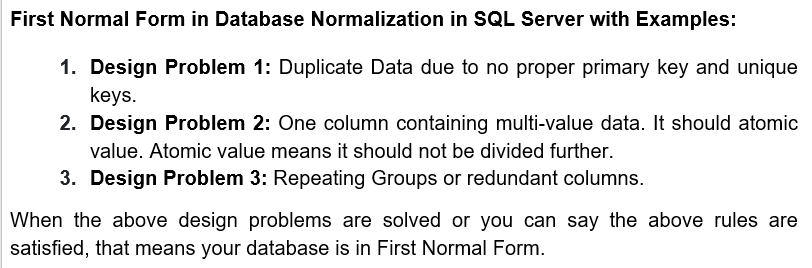 First Normal Form in Database Normalization in SQL Server with Examples:
1. Design Problem 1: Duplicate Data due to no proper primary key and unique
keys.
2. Design Problem 2: One column containing multi-value data. It should atomic
value. Atomic value means it should not be divided further.
3. Design Problem 3: Repeating Groups or redundant columns.
When the above design problems are solved or you can say the above rules are
satisfied, that means your database is in First Normal Form.